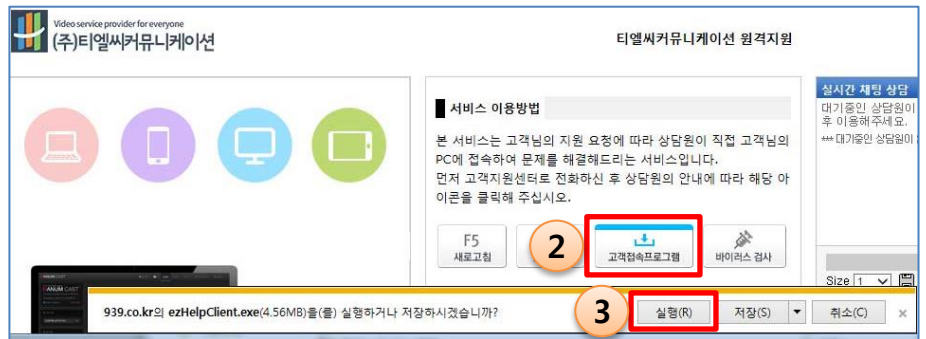 Video service provider for everyone
(주)티엘씨커뮤니케이션
티엘씨커뮤니케이션 원격지원
실시간 채팅 상담
대기중인 상담원이
후 이용해주세요.
*** 대기중인 상담원이
서비스 이용방법
본 서비스는 고객님의 지원 요청에 따라 상담원이 직접 고객님의
PC에 접속하여 문제를 해결해드리는 서비스입니다.
먼저 고객지원센터로 전화하신 후 상담원의 안내에 따라 해당 아
이콘을 클릭해 주십시오.
F5
새로고침
2
고객접속프로그램
바이러스 검사
Size 1
ANUM CAST
939.co.kr의 ezHelpClient.exe(4.56MB)을(를) 실행하거나 저장하시겠습니까?
3
실행(R)
저장(S)
취소(C)
×